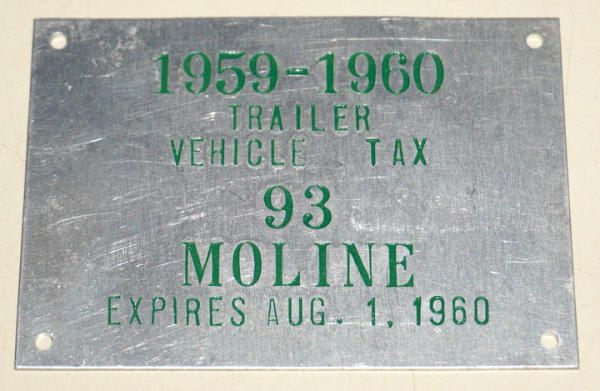 1959-1960
TRAILER
VEHICLE TAX
93
MOLINE
EXPIRES AUG. 1, 1960